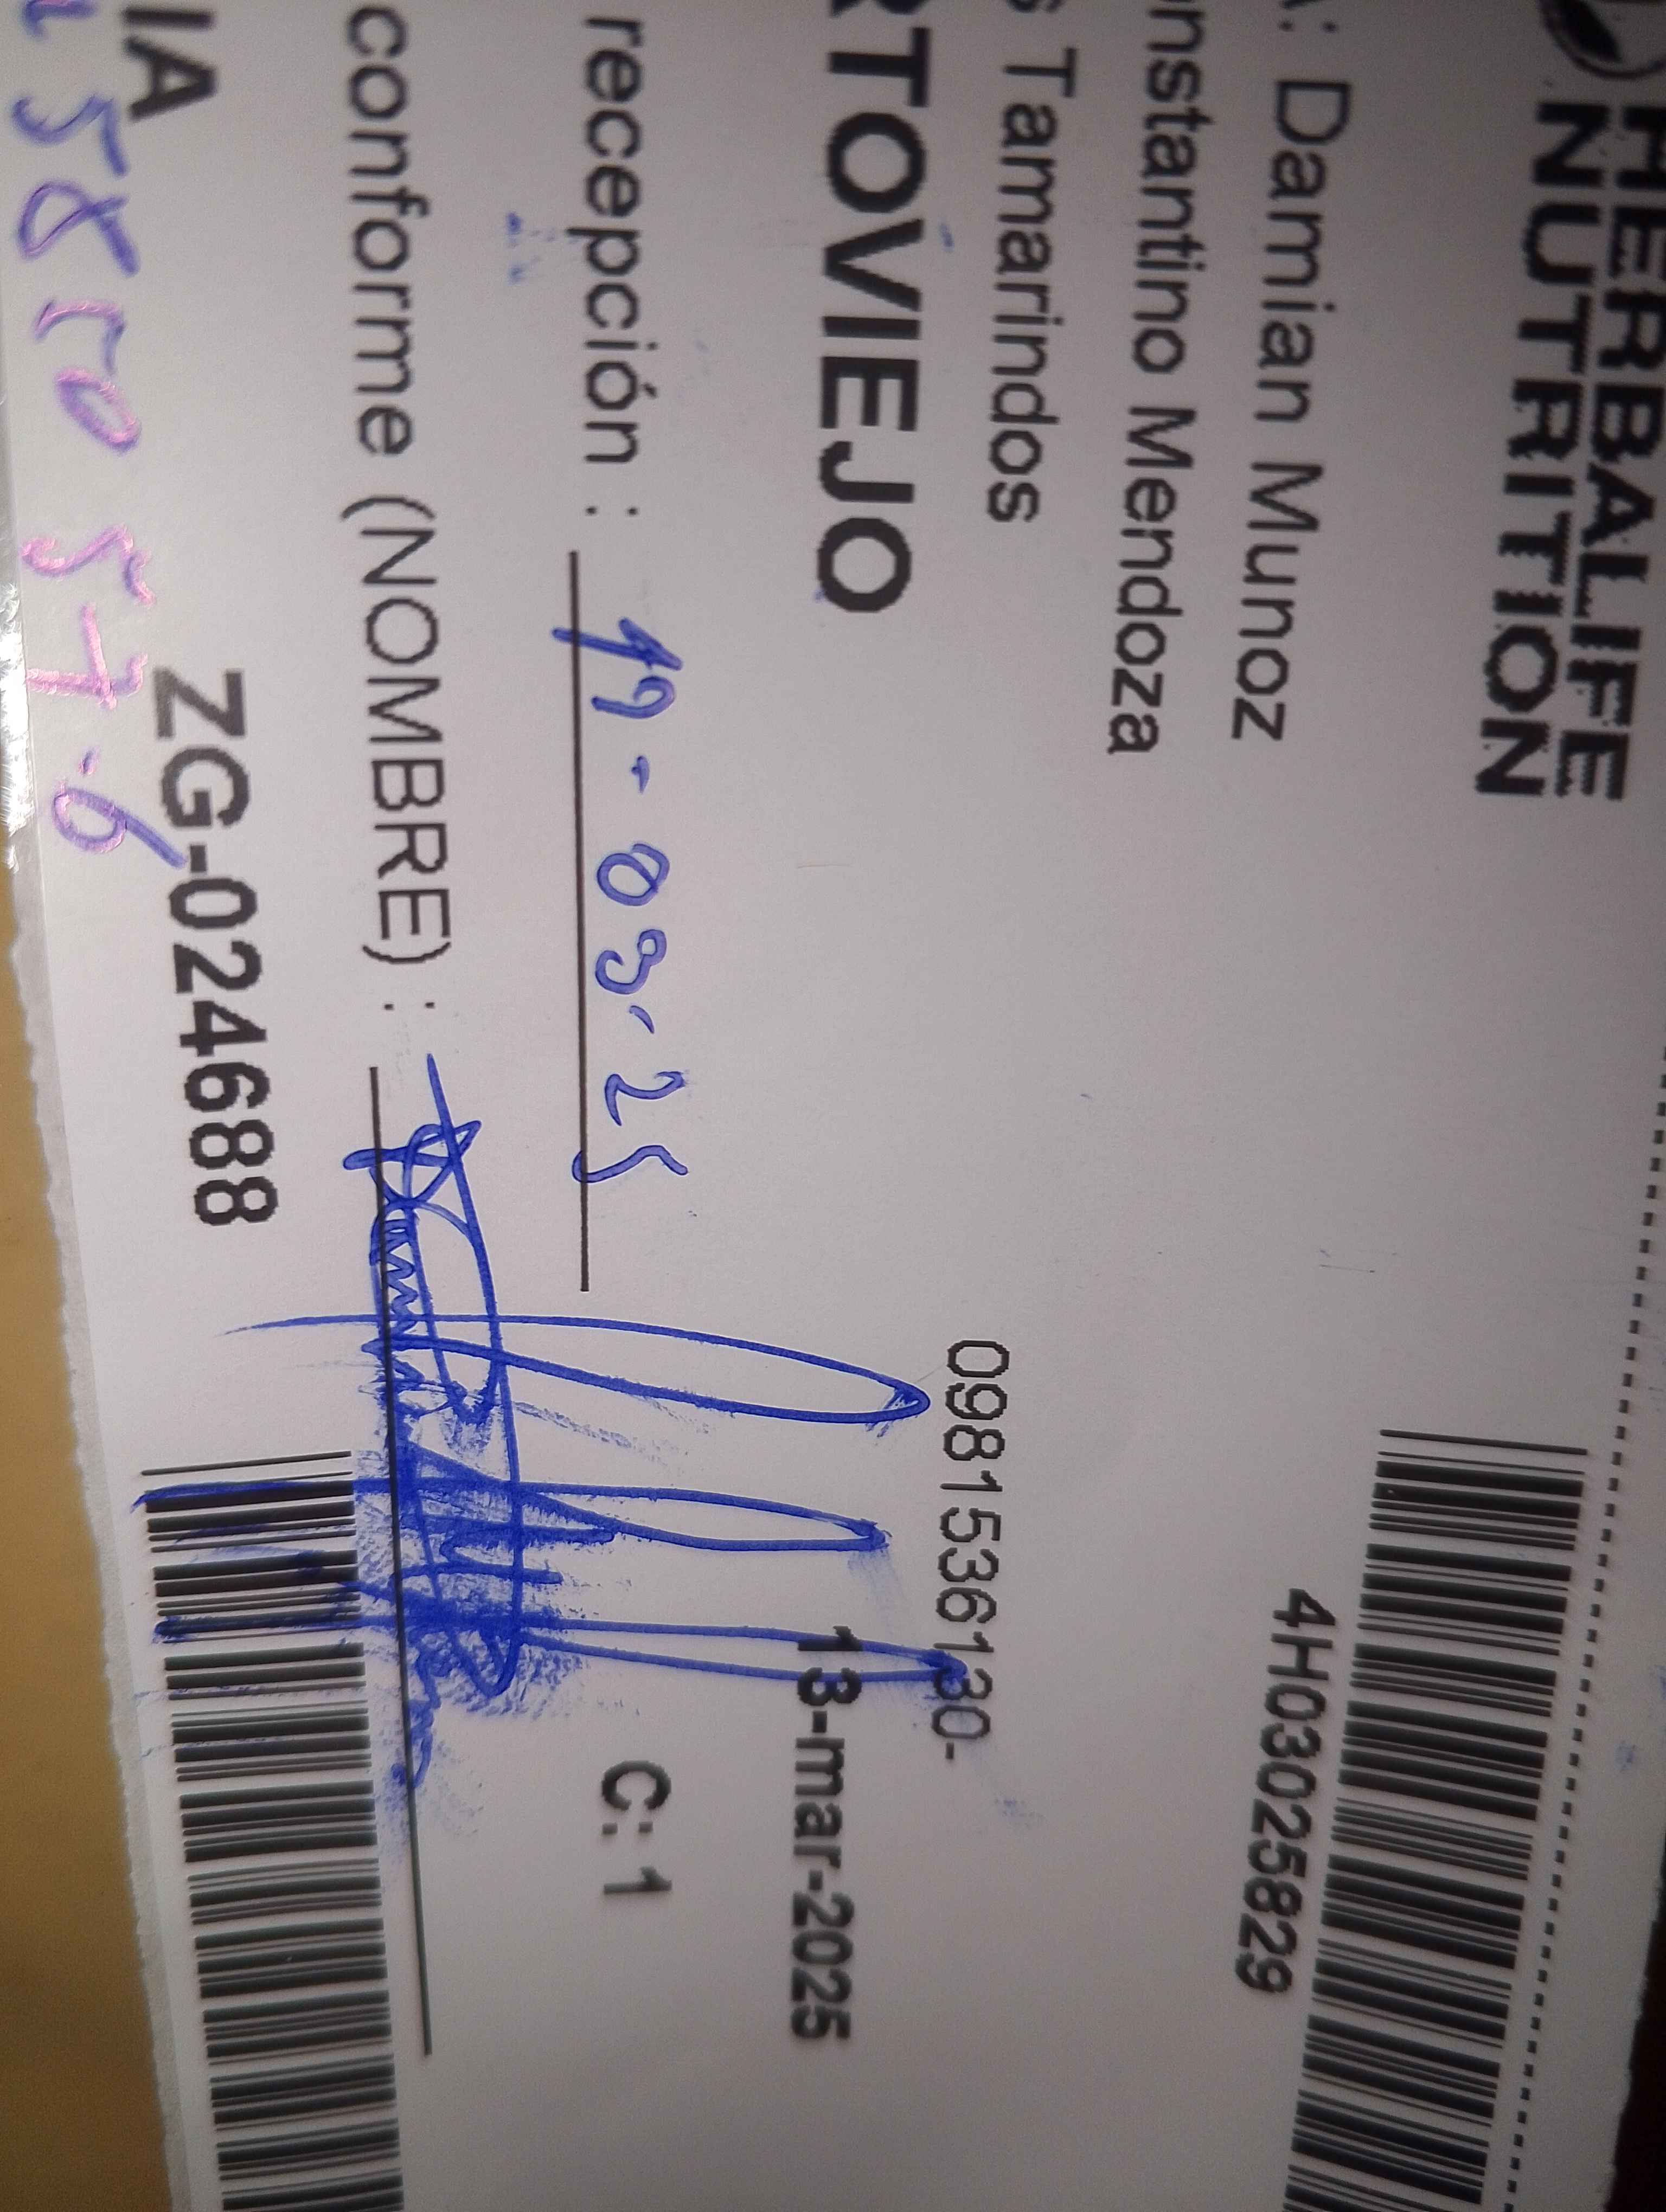 HERBALIFE
NUTRITION
4H03025829
: Damian Munoz
nstantino Mendoza
s Tamarindos
0981536130-
RTOVIEJO
13-mar-2025
recepción : 19-03-25
C: 1
conforme (NOMBRE) :
IA ZG-024688